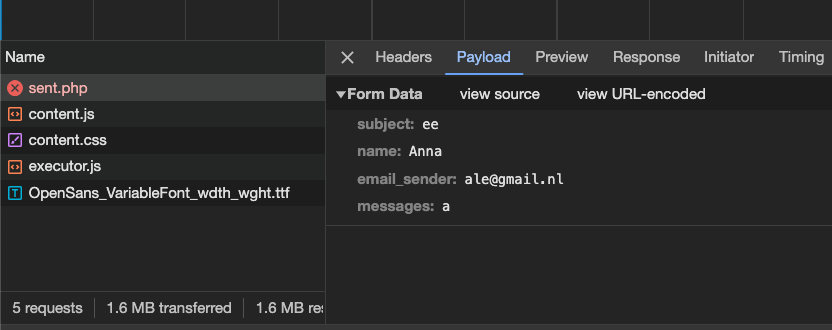 Name
sent.php
content.js
content.css
executor.js
OpenSans_VariableFont_wdth_wght.ttf
5 requests 1.6 MB transferred 1.6 MB res
Headers Payload Preview Response Initiator Timing
Form Data view source view URL-encoded
subject: ee
name: Anna
email_sender: ale@gmail.nl
messages: a